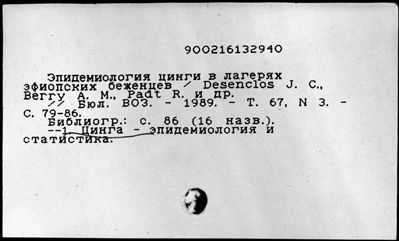 900216132940
Эпидемиология цинги в лагерях
эфиопских беженцев / Desenclos J. C.,
Berry A. M., Padt R. и др.
// Бюл. ВОЗ. - 1989. - Т. 67, N 3. -
С. 79-86.
Библиогр.: с. 86 (16 назв.).
--1. Цинга - эпидемиология и
статистика.